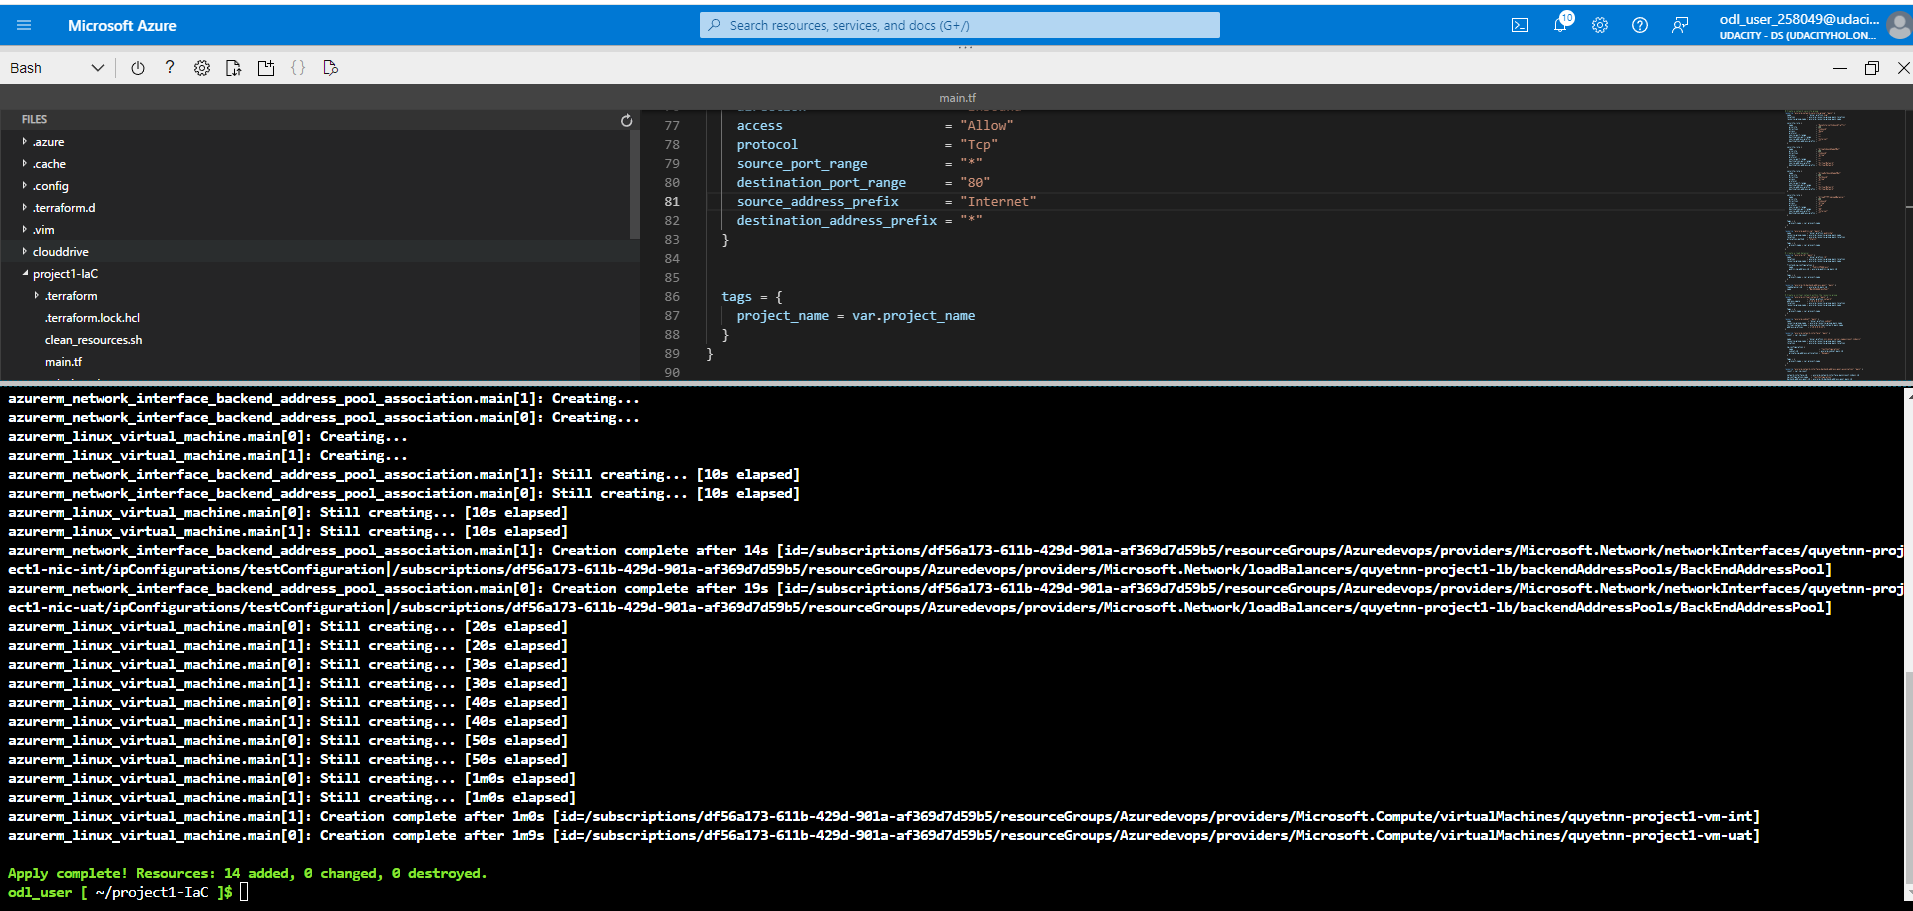 Microsoft Azure
Search resources, services, and docs (G+/)
10
odl_user_258049@udaci...
UDACITY - DS (UDACITYHOL.ON...
Bash
?
{}
main.tf
FILES
.azure
.cache
.config
.terraform.d
.vim
clouddrive
project1-IaC
.terraform
.terraform.lock.hcl
clean_resources.sh
main.tf
77 access = "Allow"
78 protocol = "Tcp"
79 source_port_range = "*"
80 destination_port_range = "80"
81 source_address_prefix = "Internet"
82 destination_address_prefix = "*"
83 }
84
85
86 tags = {
87 project_name = var.project_name
88 }
89 }
90
azurerm_network_interface_backend_address_pool_association.main[1]: Creating...
azurerm_network_interface_backend_address_pool_association.main[0]: Creating...
azurerm_linux_virtual_machine.main[0]: Creating...
azurerm_linux_virtual_machine.main[1]: Creating...
azurerm_network_interface_backend_address_pool_association.main[1]: Still creating... [10s elapsed]
azurerm_network_interface_backend_address_pool_association.main[0]: Still creating... [10s elapsed]
azurerm_linux_virtual_machine.main[0]: Still creating... [10s elapsed]
azurerm_linux_virtual_machine.main[1]: Still creating... [10s elapsed]
azurerm_network_interface_backend_address_pool_association.main[1]: Creation complete after 14s [id=/subscriptions/df56a173-611b-429d-901a-af369d7d59b5/resourceGroups/Azuredevops/providers/Microsoft.Network/networkInterfaces/quyetnn-proj
ect1-nic-int/ipConfigurations/testConfiguration|/subscriptions/df56a173-611b-429d-901a-af369d7d59b5/resourceGroups/Azuredevops/providers/Microsoft.Network/loadBalancers/quyetnn-project1-lb/backendAddressPools/BackEndAddressPool]
azurerm_network_interface_backend_address_pool_association.main[0]: Creation complete after 19s [id=/subscriptions/df56a173-611b-429d-901a-af369d7d59b5/resourceGroups/Azuredevops/providers/Microsoft.Network/networkInterfaces/quyetnn-proj
ect1-nic-uat/ipConfigurations/testConfiguration|/subscriptions/df56a173-611b-429d-901a-af369d7d59b5/resourceGroups/Azuredevops/providers/Microsoft.Network/loadBalancers/quyetnn-project1-lb/backendAddressPools/BackEndAddressPool]
azurerm_linux_virtual_machine.main[0]: Still creating... [20s elapsed]
azurerm_linux_virtual_machine.main[1]: Still creating... [20s elapsed]
azurerm_linux_virtual_machine.main[0]: Still creating... [30s elapsed]
azurerm_linux_virtual_machine.main[1]: Still creating... [30s elapsed]
azurerm_linux_virtual_machine.main[0]: Still creating... [40s elapsed]
azurerm_linux_virtual_machine.main[1]: Still creating... [40s elapsed]
azurerm_linux_virtual_machine.main[0]: Still creating... [50s elapsed]
azurerm_linux_virtual_machine.main[1]: Still creating... [50s elapsed]
azurerm_linux_virtual_machine.main[0]: Still creating... [1m0s elapsed]
azurerm_linux_virtual_machine.main[1]: Still creating... [1m0s elapsed]
azurerm_linux_virtual_machine.main[1]: Creation complete after 1m0s [id=/subscriptions/df56a173-611b-429d-901a-af369d7d59b5/resourceGroups/Azuredevops/providers/Microsoft.Compute/virtualMachines/quyetnn-project1-vm-int]
azurerm_linux_virtual_machine.main[0]: Creation complete after 1m9s [id=/subscriptions/df56a173-611b-429d-901a-af369d7d59b5/resourceGroups/Azuredevops/providers/Microsoft.Compute/virtualMachines/quyetnn-project1-vm-uat]
Apply complete! Resources: 14 added, 0 changed, 0 destroyed.
odl_user [ ~/project1-IaC ]$